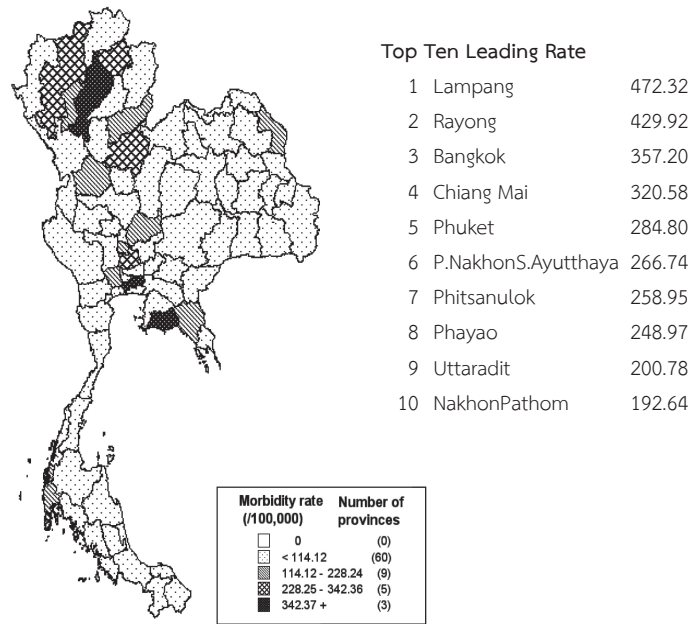 Top Ten Leading Rate
1 Lampang 472.32
2 Rayong 429.92
3 Bangkok 357.20
4 Chiang Mai 320.58
5 Phuket 284.80
6 P.NakhonS.Ayutthaya 266.74
7 Phitsanulok 258.95
8 Phayao 248.97
9 Uttaradit 200.78
10 NakhonPathom 192.64
Morbidity rate Number of
(/100,000) provinces
0 (0)
< 114.12 (60)
114.12 - 228.24 (9)
228.25 - 342.36 (5)
342.37 + (3)